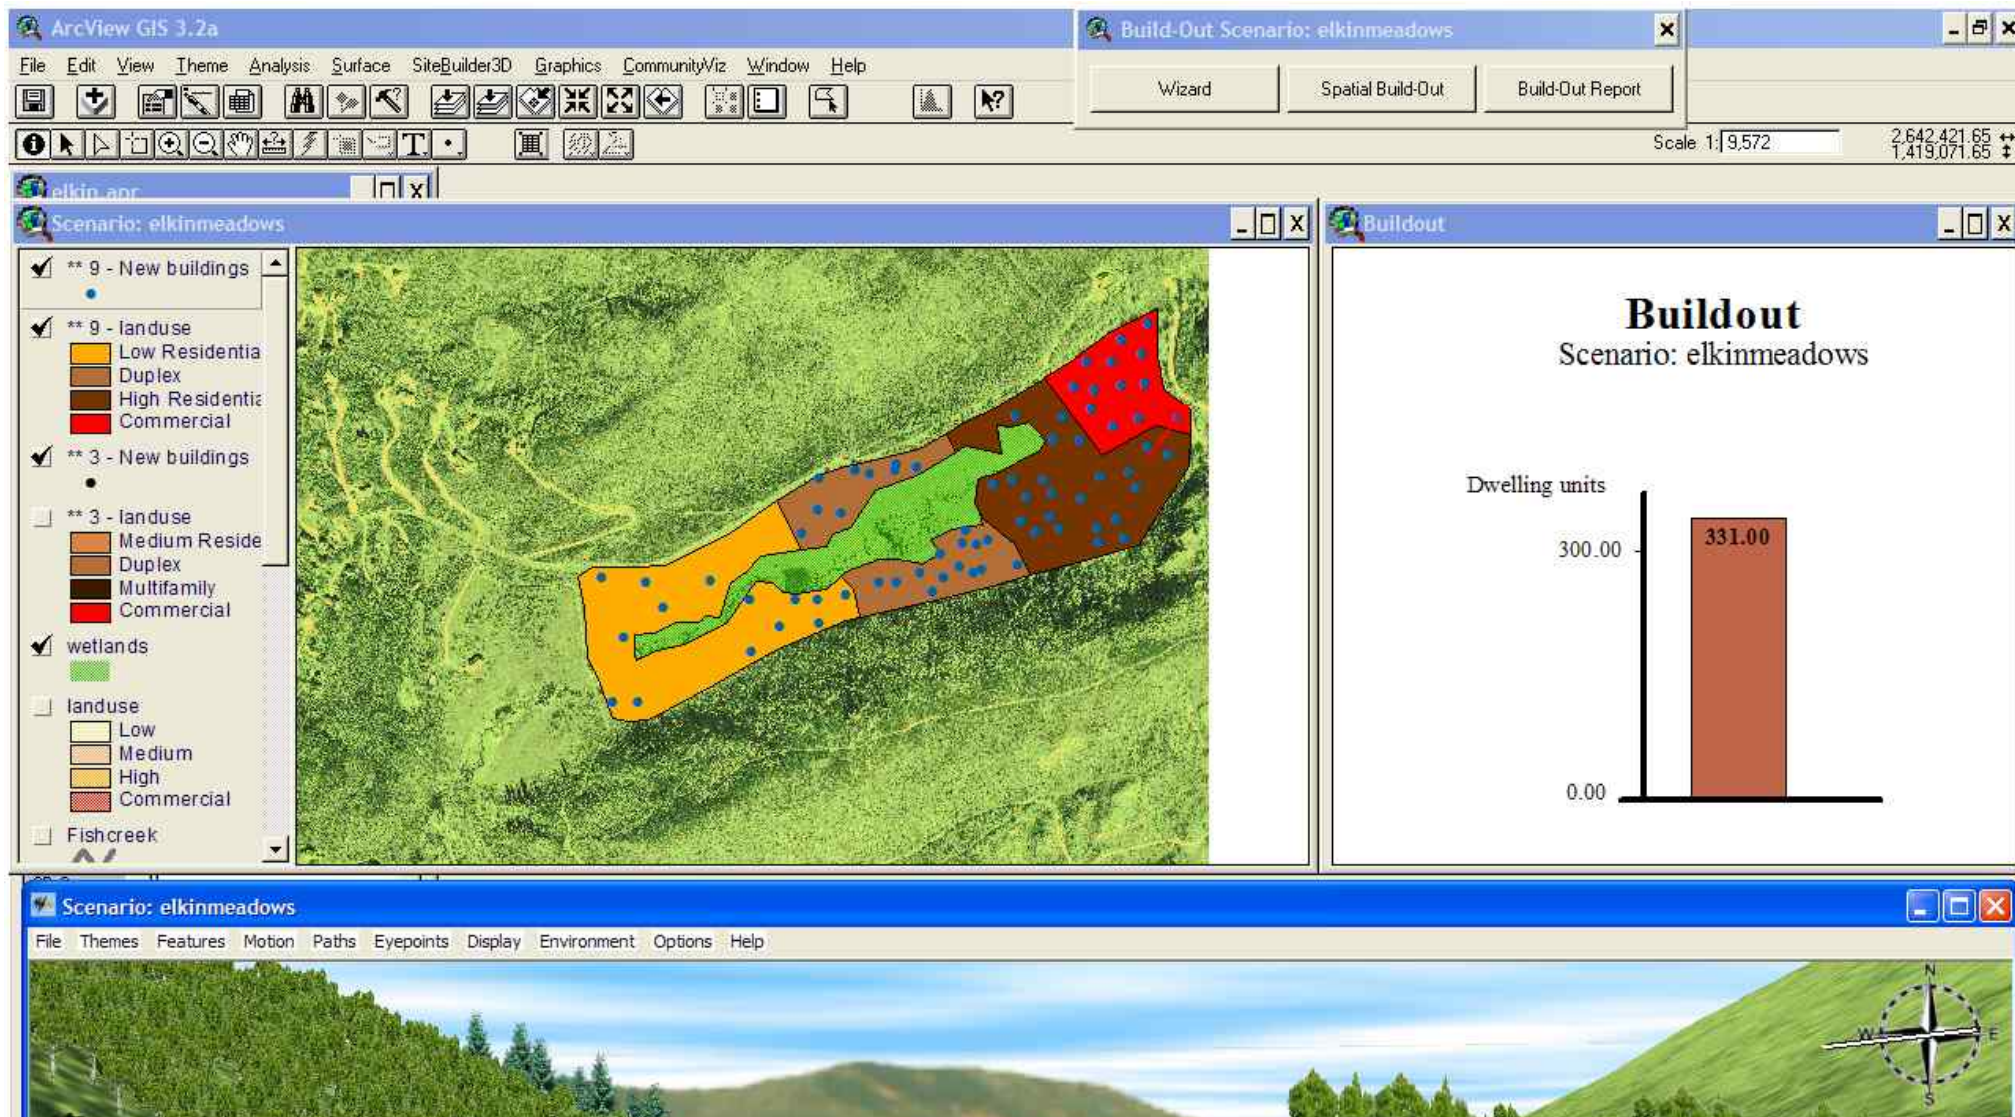 ArcView GIS 3.2a
Build-Out Scenario: elkinmeadows
File Edit View Theme Analysis Surface SiteBuilder3D Graphics CommunityViz Window Help
Wizard Spatial Build-Out Build-Out Report
Scale 1: 9,572
2,642,421.65
1,419,071.65
elkin.apr
Scenario: elkinmeadows
** 9 - New buildings
** 9 - landuse
Low Residentia
Duplex
High Residentia
Commercial
** 3 - New buildings
** 3 - landuse
Medium Reside
Duplex
Multifamily
Commercial
wetlands
landuse
Low
Medium
High
Commercial
Fishcreek
Buildout
Buildout
Scenario: elkinmeadows
Dwelling units
300.00
331.00
0.00
Scenario: elkinmeadows
File Themes Features Motion Paths Eyepoints Display Environment Options Help
N
W E
S